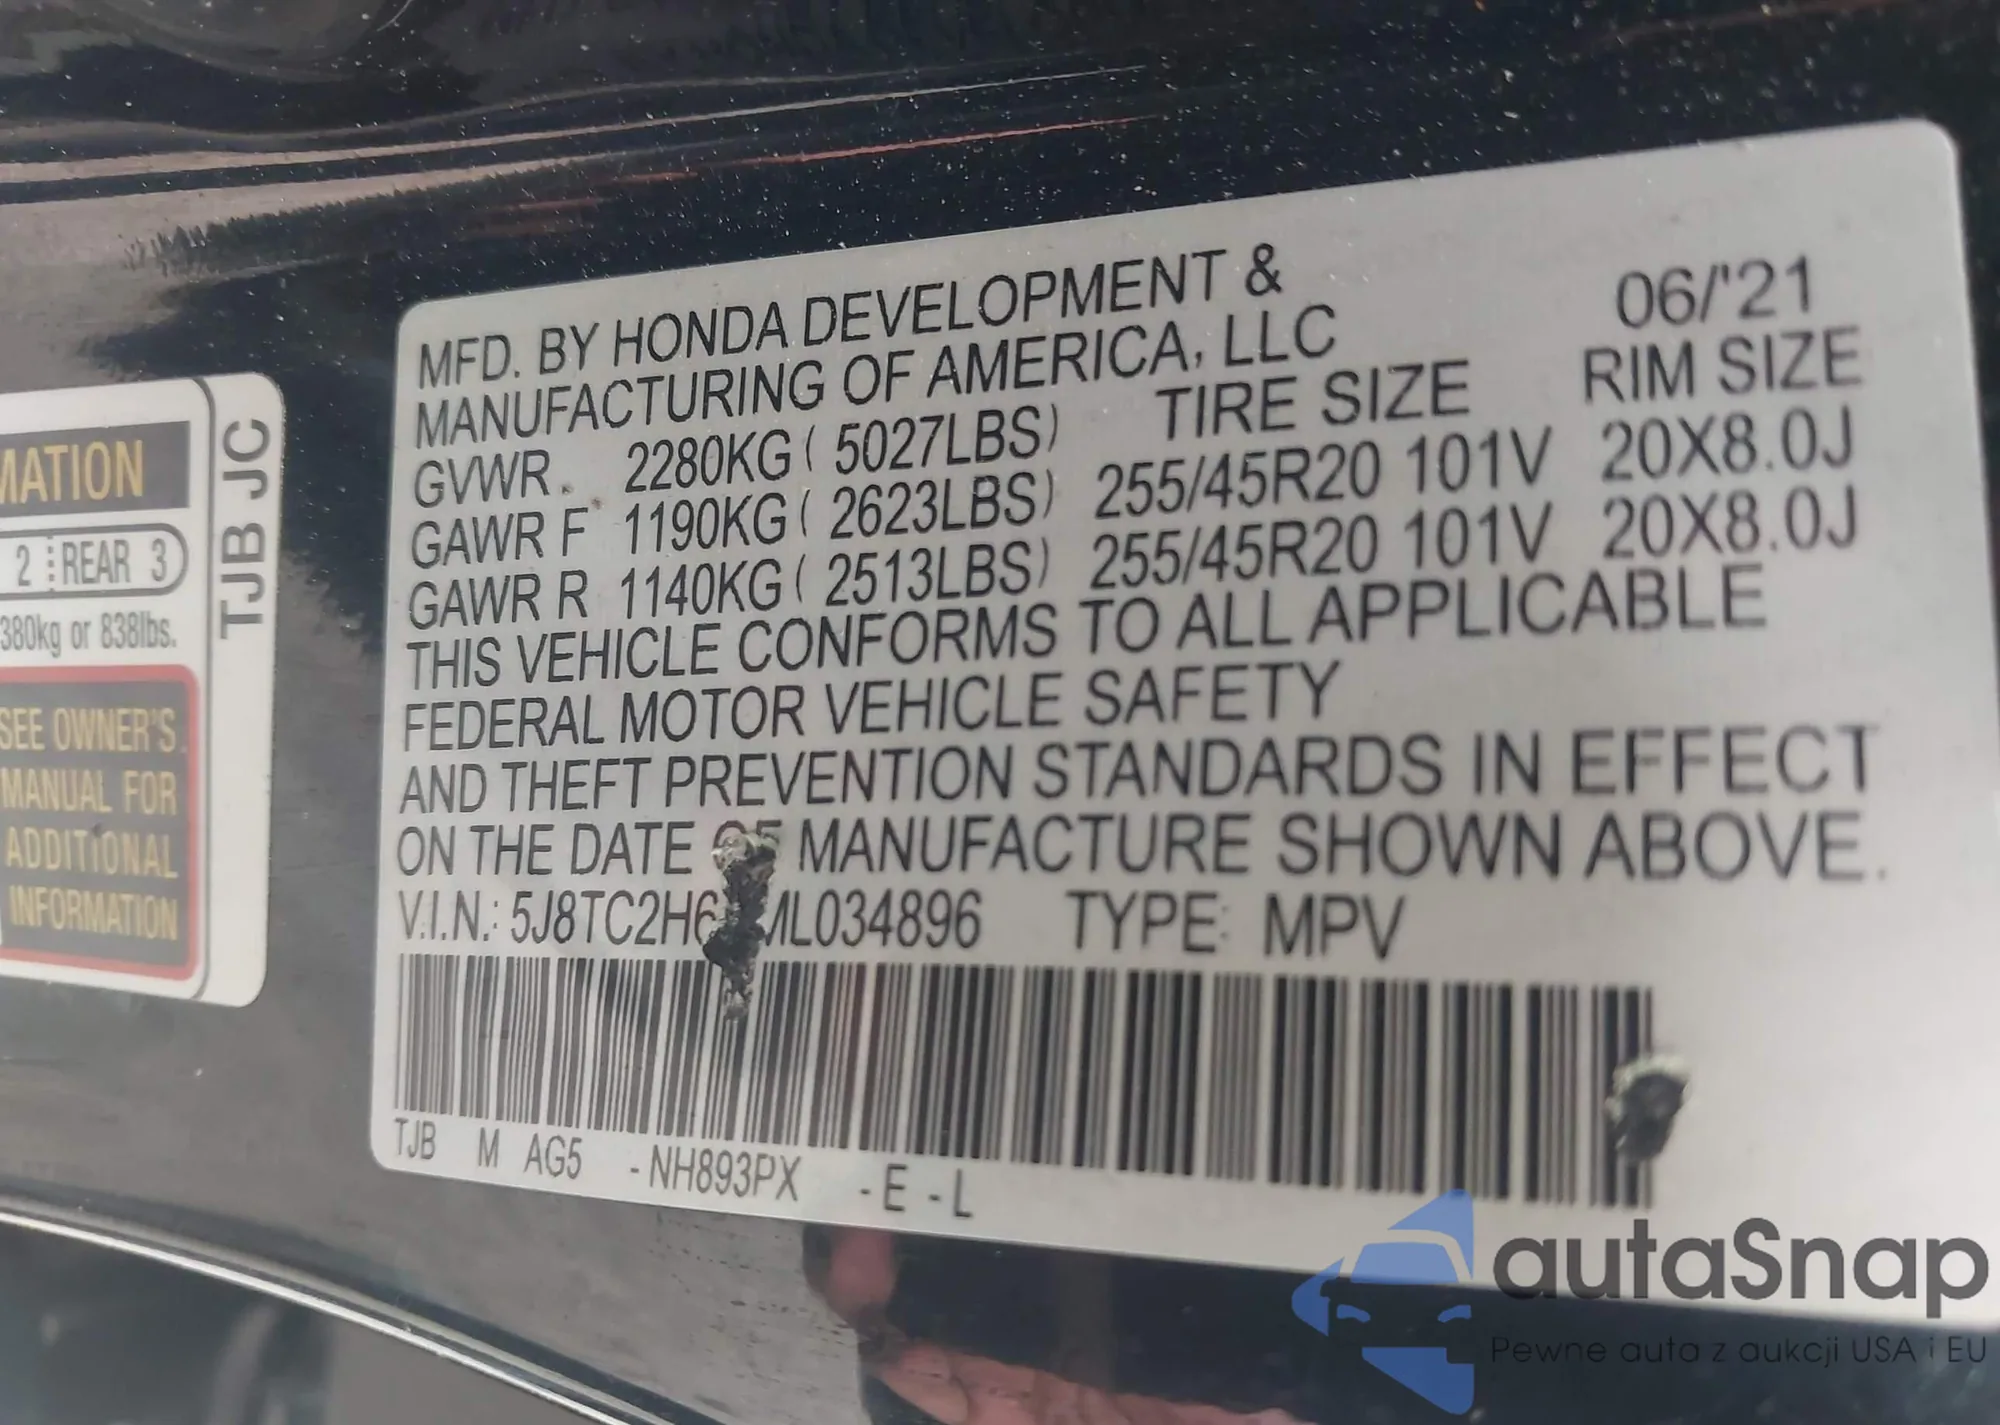 MATION
2 REAR 3
380kg or 838lbs.
SEE OWNER'S
MANUAL FOR
ADDITIONAL
INFORMATION
TJB JC
MFD. BY HONDA DEVELOPMENT &
MANUFACTURING OF AMERICA, LLC 06/'21
GVWR. 2280KG ( 5027LBS) TIRE SIZE RIM SIZE
GAWR F 1190KG ( 2623LBS) 255/45R20 101V 20X8.0J
GAWR R 1140KG ( 2513LBS) 255/45R20 101V 20X8.0J
THIS VEHICLE CONFORMS TO ALL APPLICABLE
FEDERAL MOTOR VEHICLE SAFETY
AND THEFT PREVENTION STANDARDS IN EFFECT
ON THE DATE OF MANUFACTURE SHOWN ABOVE.
V.I.N.: 5J8TC2H6 ML034896 TYPE: MPV
TJB M AG5 -NH893PX -E -L
autaSnap
Pewne auta z aukcji USA i EU